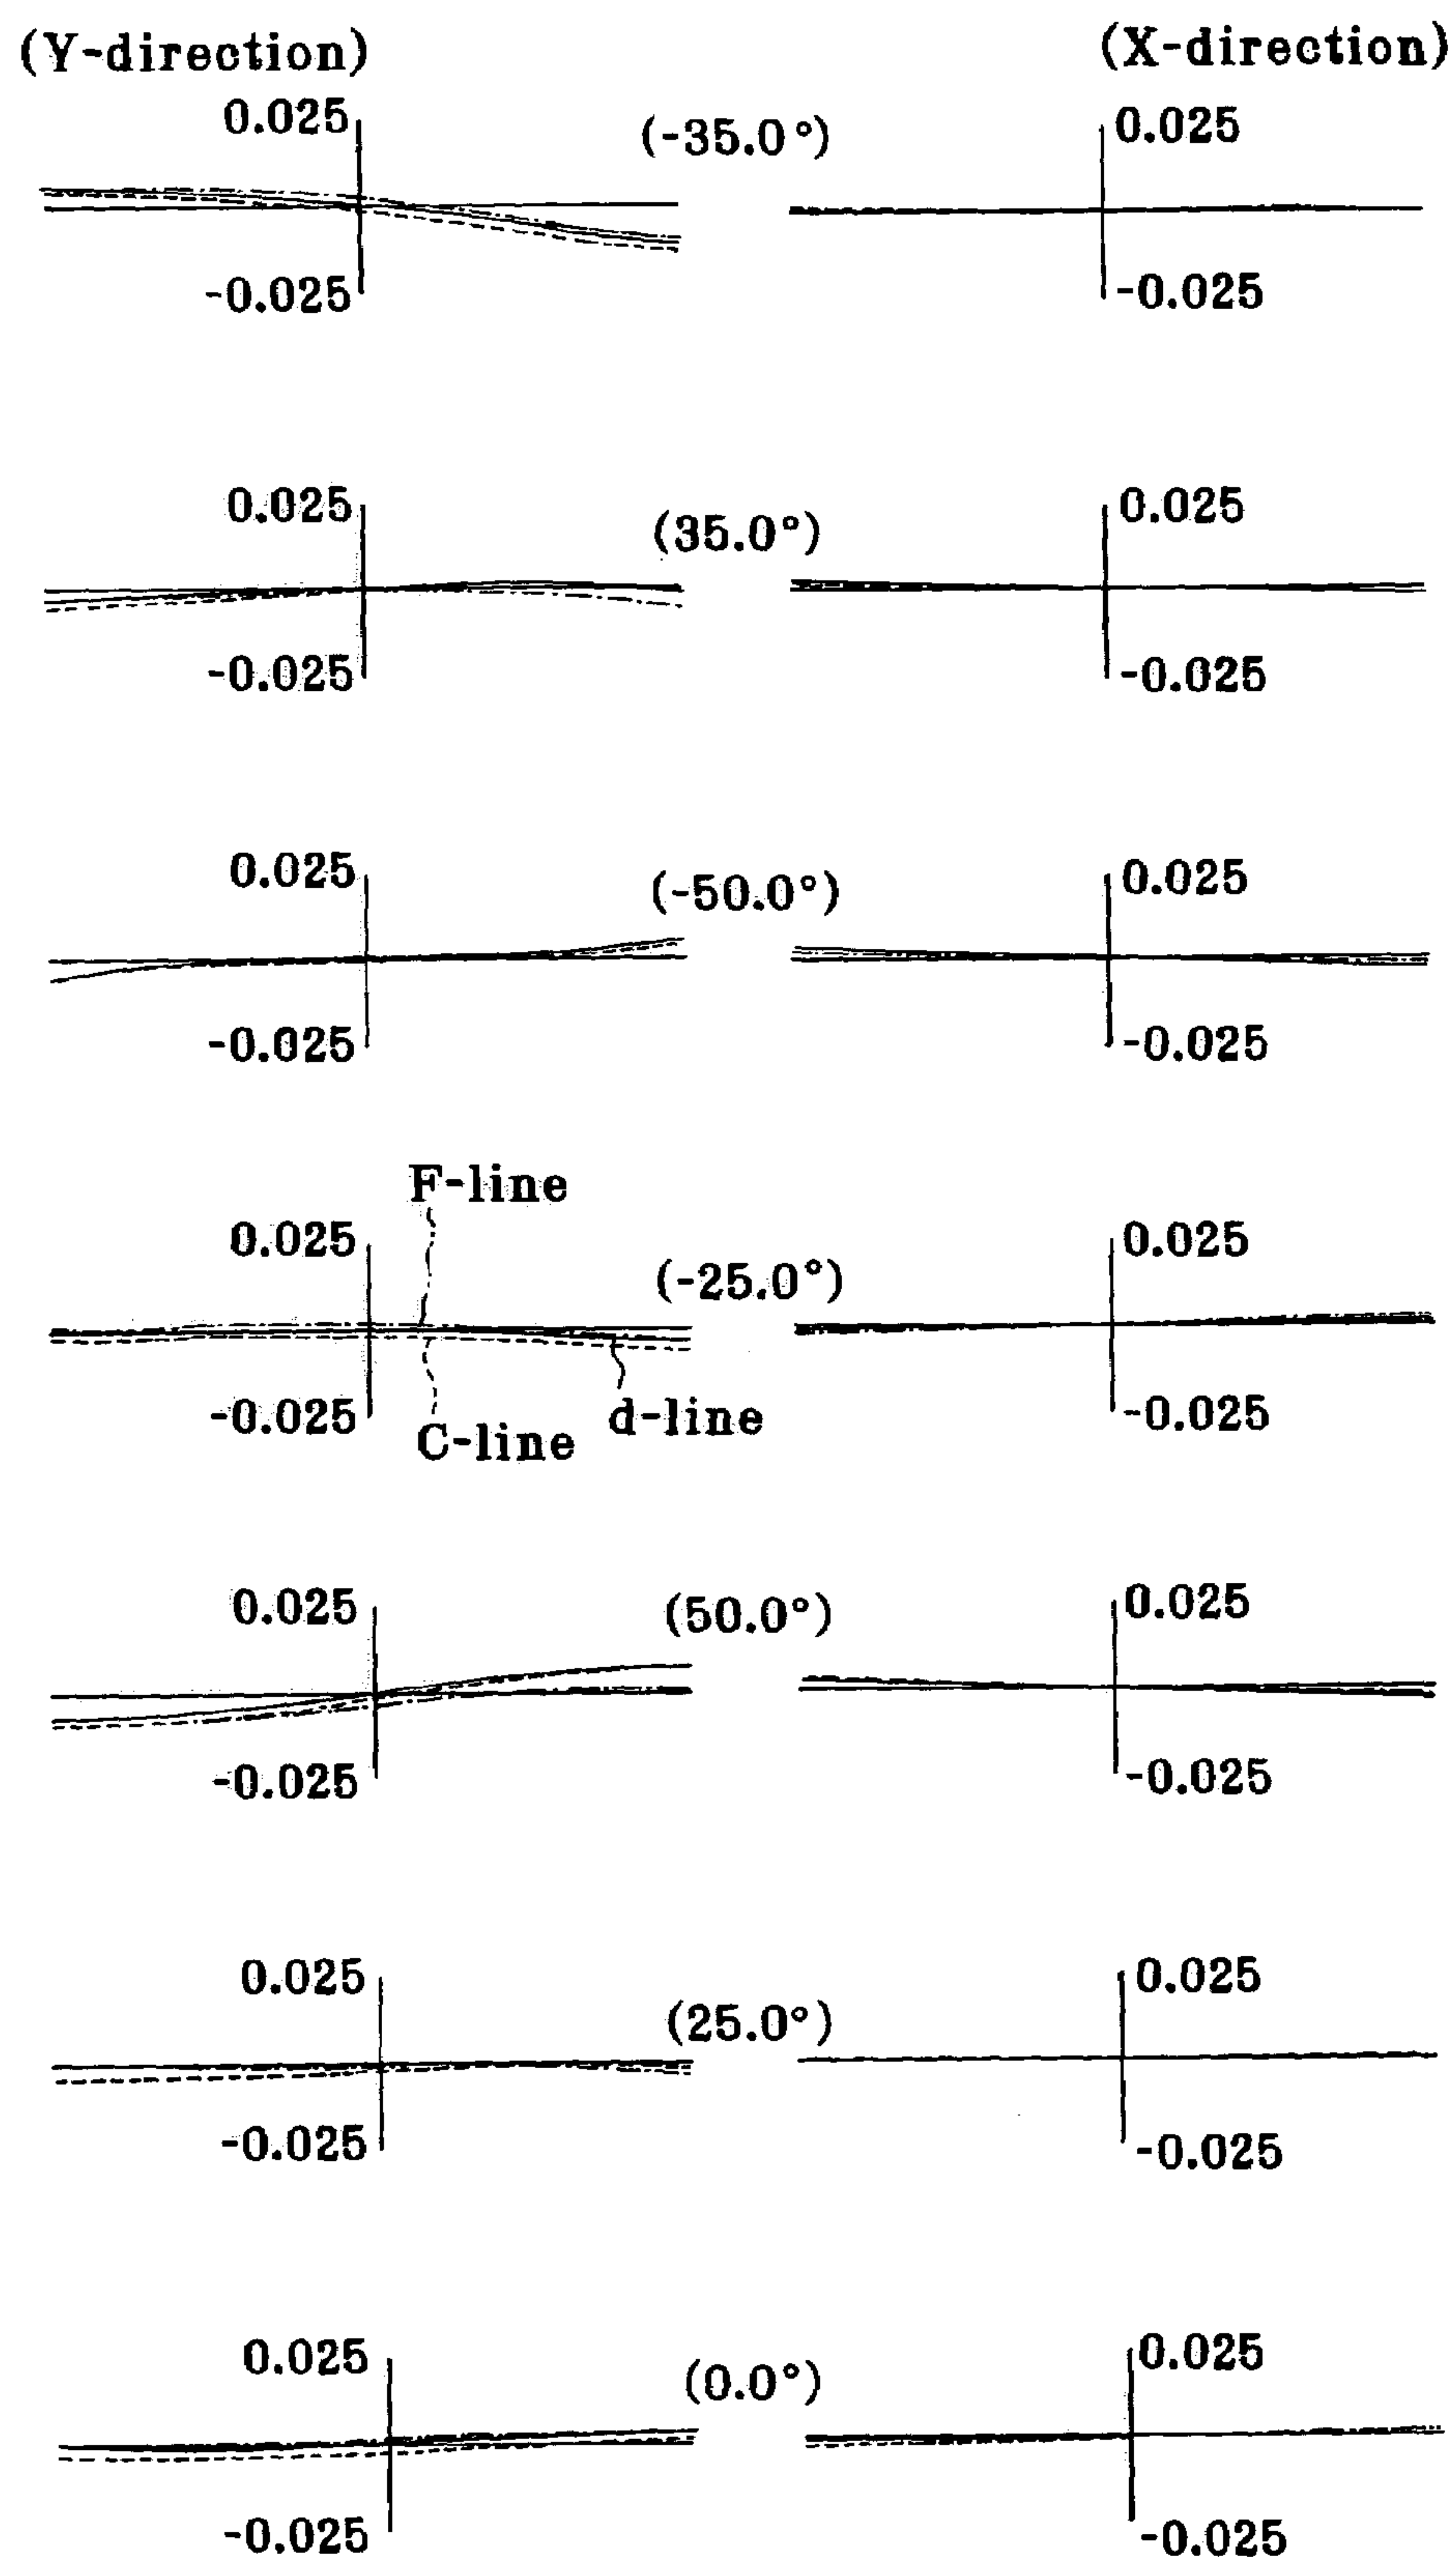 (Y-direction) (X-direction)
0.025 (-35.0°) 0.025
-0.025 -0.025
0.025 (35.0°) 0.025
-0.025 -0.025
0.025 (-50.0°) 0.025
-0.025 -0.025
F-line
0.025 (-25.0°) 0.025
-0.025 C-line d-line -0.025
0.025 (50.0°) 0.025
-0.025 -0.025
0.025 (25.0°) 0.025
-0.025 -0.025
0.025 (0.0°) 0.025
-0.025 -0.025